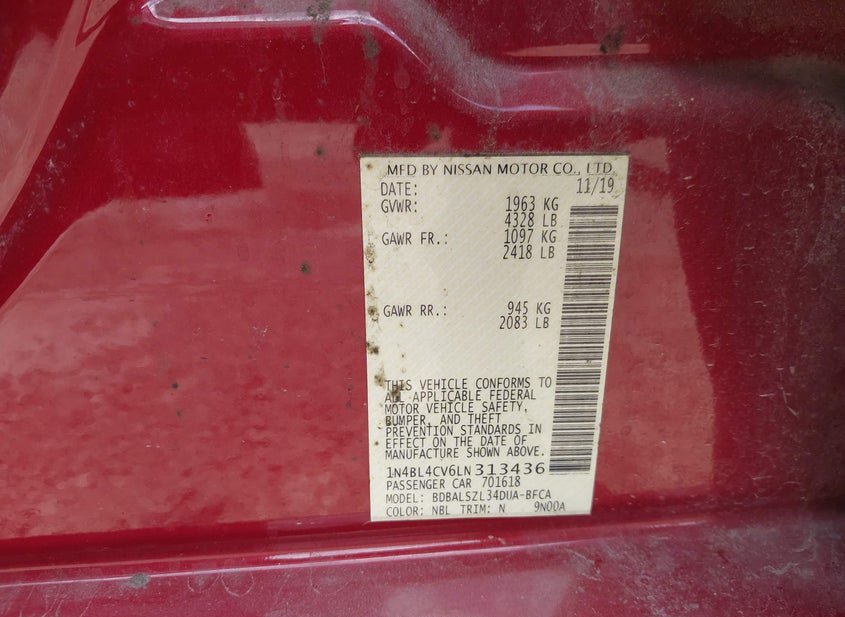 MFD BY NISSAN MOTOR CO., LTD.
DATE: 11/19
GVWR: 1963 KG
4328 LB
GAWR FR.: 1097 KG
2418 LB
GAWR RR.: 945 KG
2083 LB
THIS VEHICLE CONFORMS TO
ALL APPLICABLE FEDERAL
MOTOR VEHICLE SAFETY,
BUMPER, AND THEFT
PREVENTION STANDARDS IN
EFFECT ON THE DATE OF
MANUFACTURE SHOWN ABOVE.
1N4BL4CV6LN313436
PASSENGER CAR 701618
MODEL: BDBALSZL34DUA-BFCA
COLOR: NBL TRIM: N 9N00A